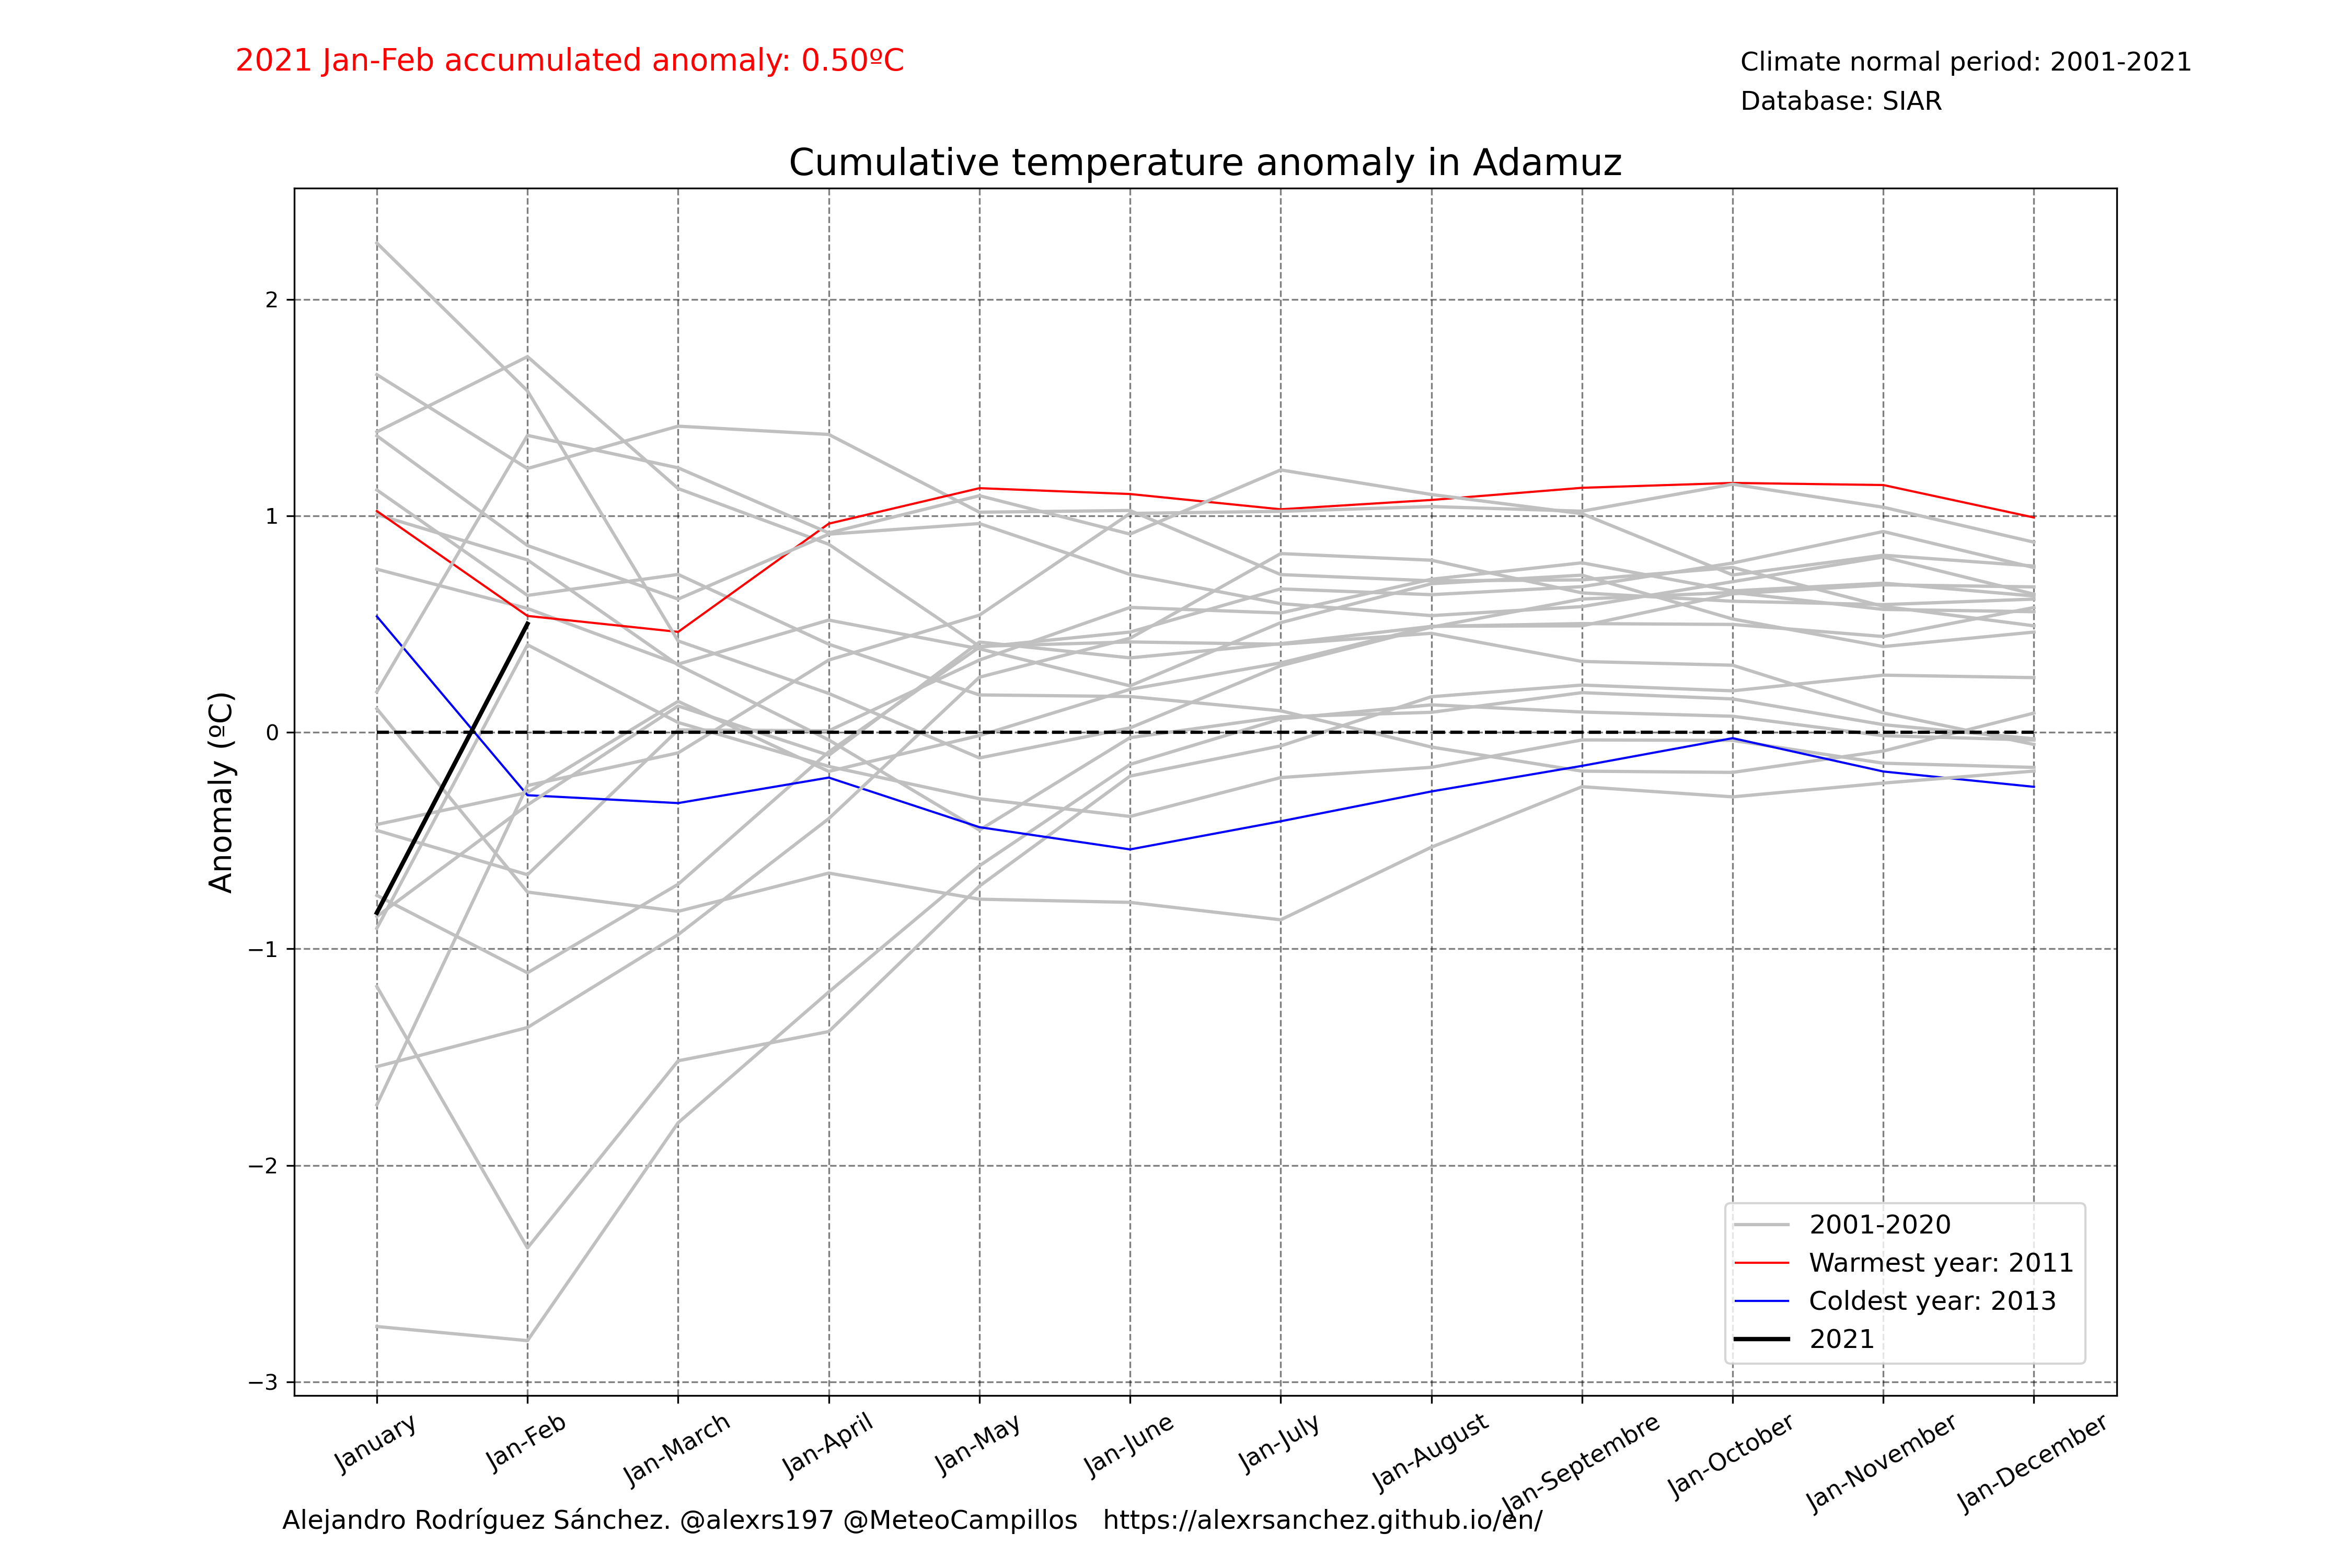 2021 Jan-Feb accumulated anomaly: 0.50ºC
Climate normal period: 2001-2021
Database: SIAR
Cumulative temperature anomaly in Adamuz
Anomaly (ºC)
2
1
0
−1
−2
−3
2001-2020
Warmest year: 2011
Coldest year: 2013
2021
January
Jan-Feb
Jan-March
Jan-April
Jan-May
Jan-June
Jan-July
Jan-August
Jan-Septembre
Jan-October
Jan-November
Jan-December
Alejandro Rodríguez Sánchez. @alexrs197 @MeteoCampillos https://alexrsanchez.github.io/en/